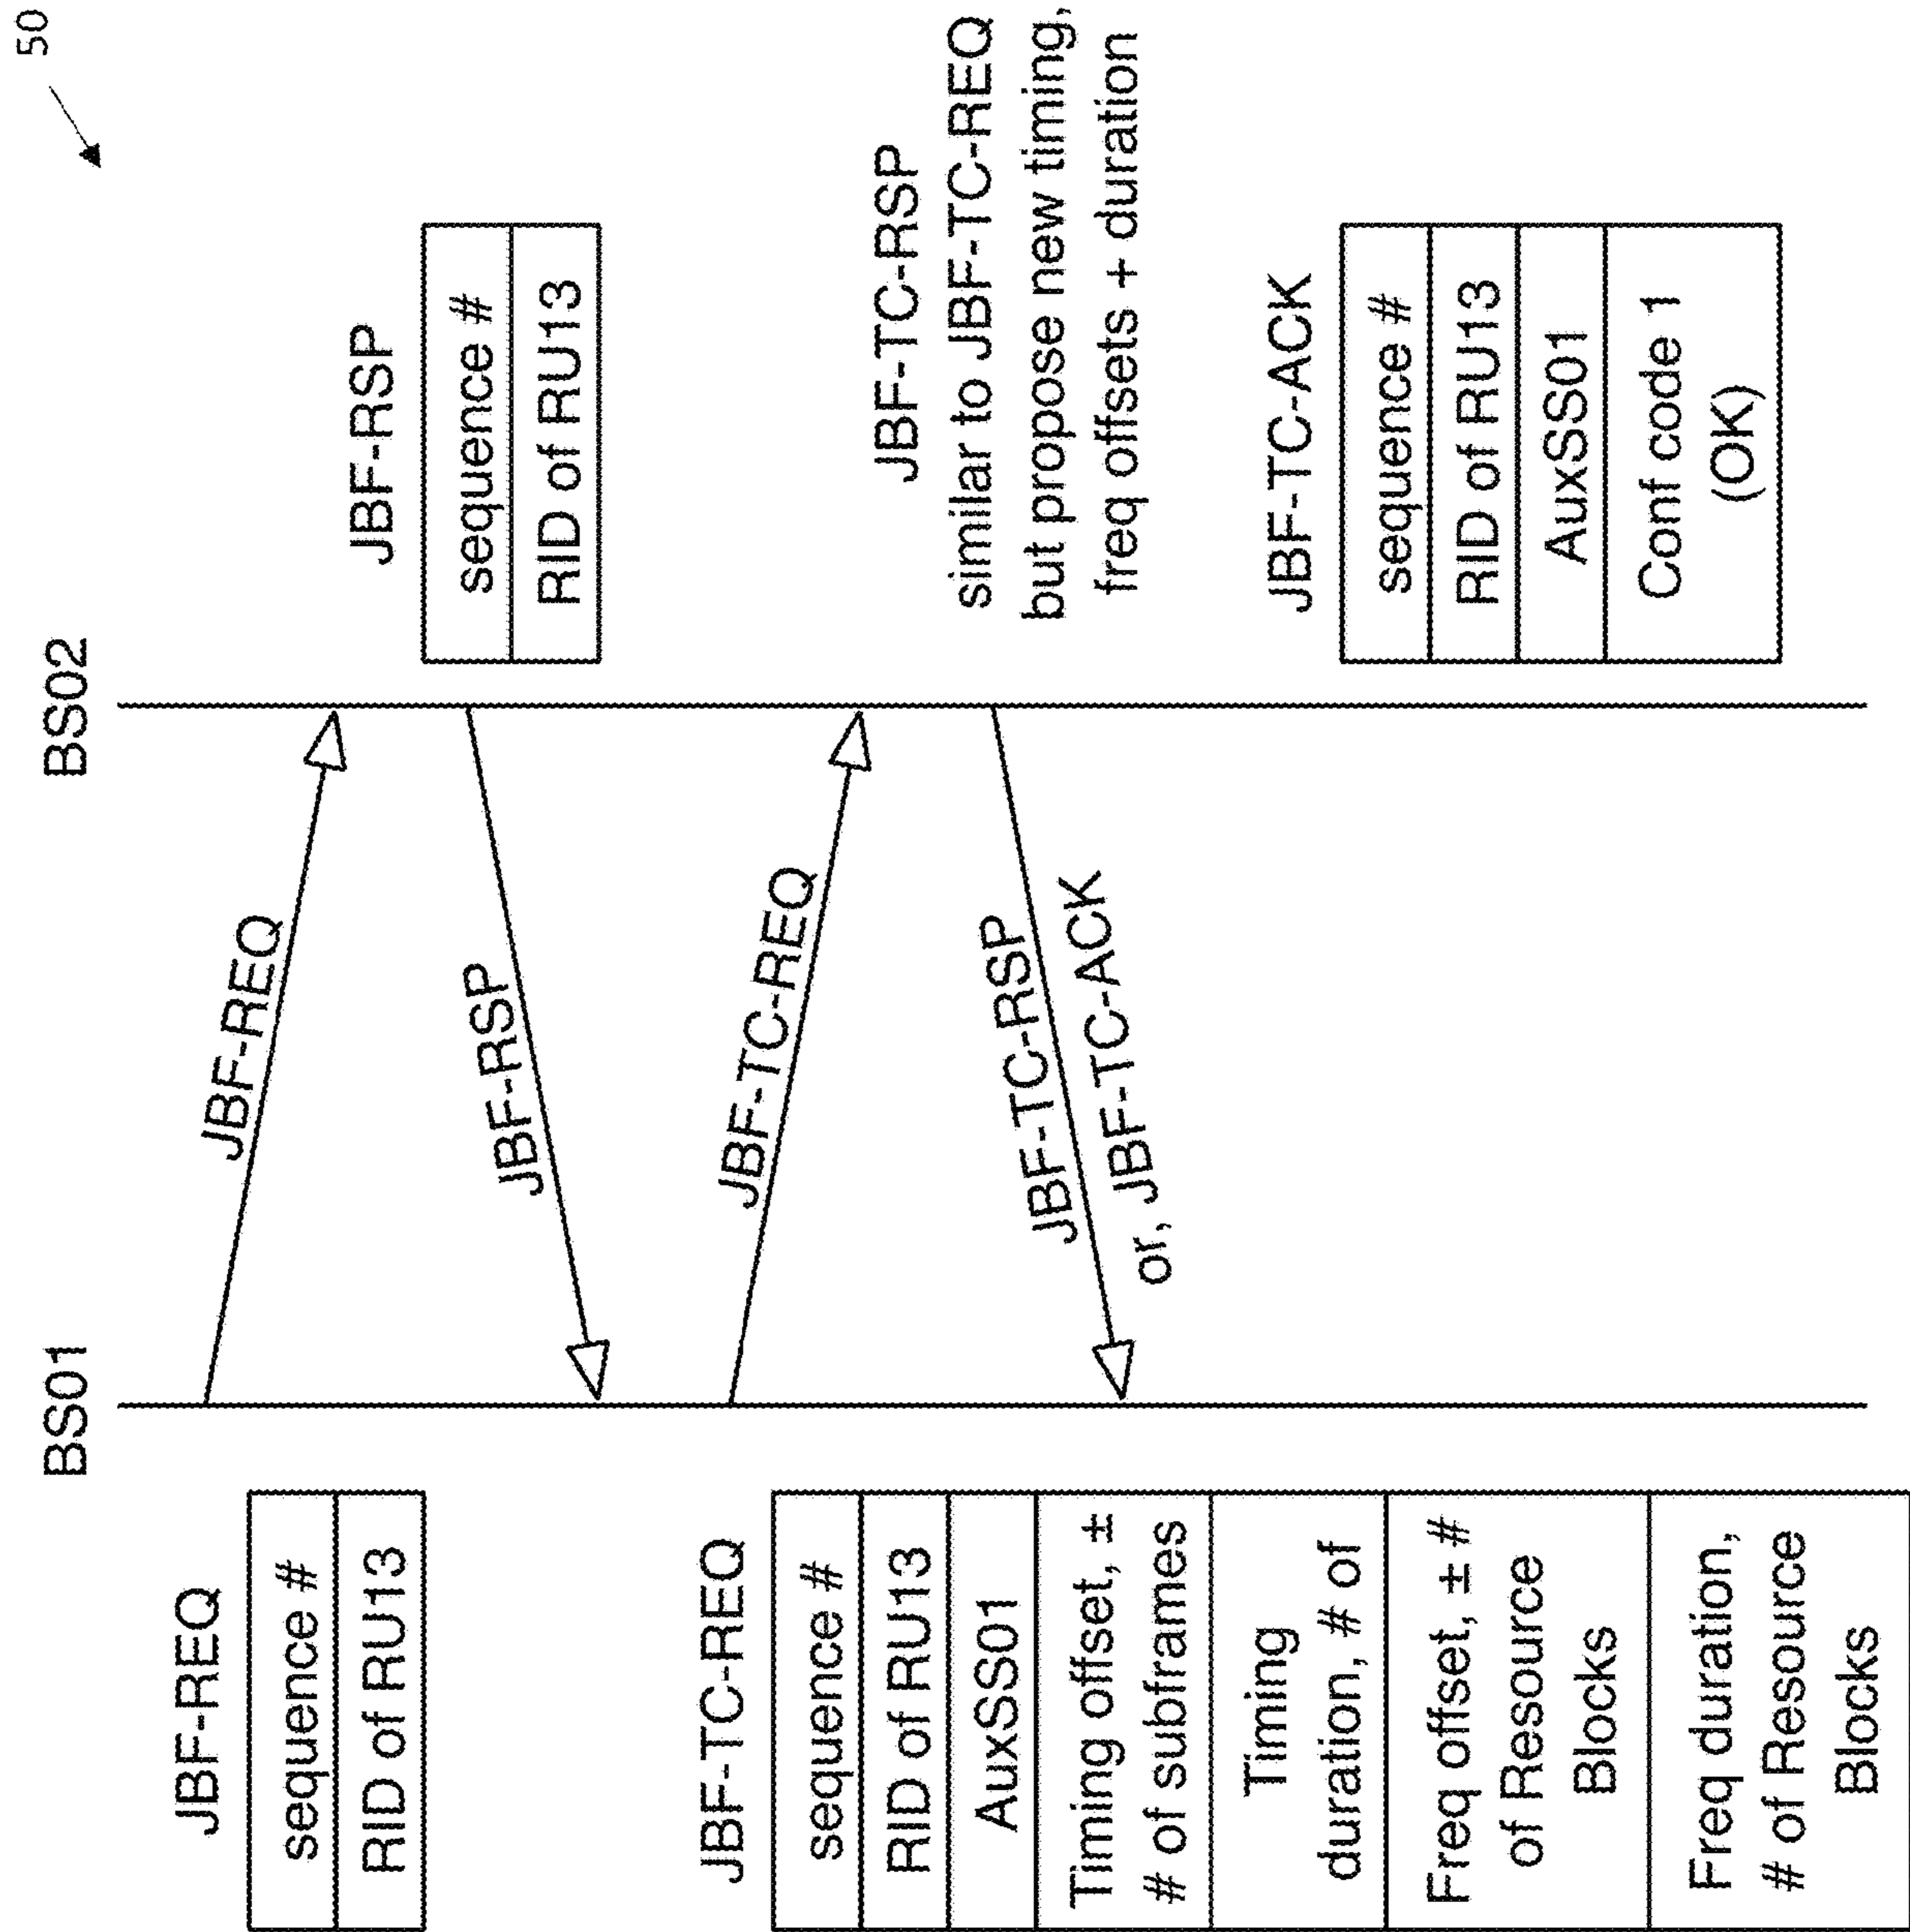 50
BS01
BS02
JBF-REQ
sequence #
RID of RU13
JBF-REQ
JBF-RSP
sequence #
RID of RU13
JBF-RSP
JBF-TC-REQ
sequence #
RID of RU13
AuxSS01
Timing offset, ±
# of subframes
Timing
duration, # of
Freq offset, ± #
of Resource
Blocks
Freq duration,
# of Resource
Blocks
JBF-TC-REQ
JBF-TC-RSP
or, JBF-TC-ACK
JBF-TC-RSP
similar to JBF-TC-REQ
but propose new timing,
freq offsets + duration
JBF-TC-ACK
sequence #
RID of RU13
AuxSS01
Conf code 1
(OK)